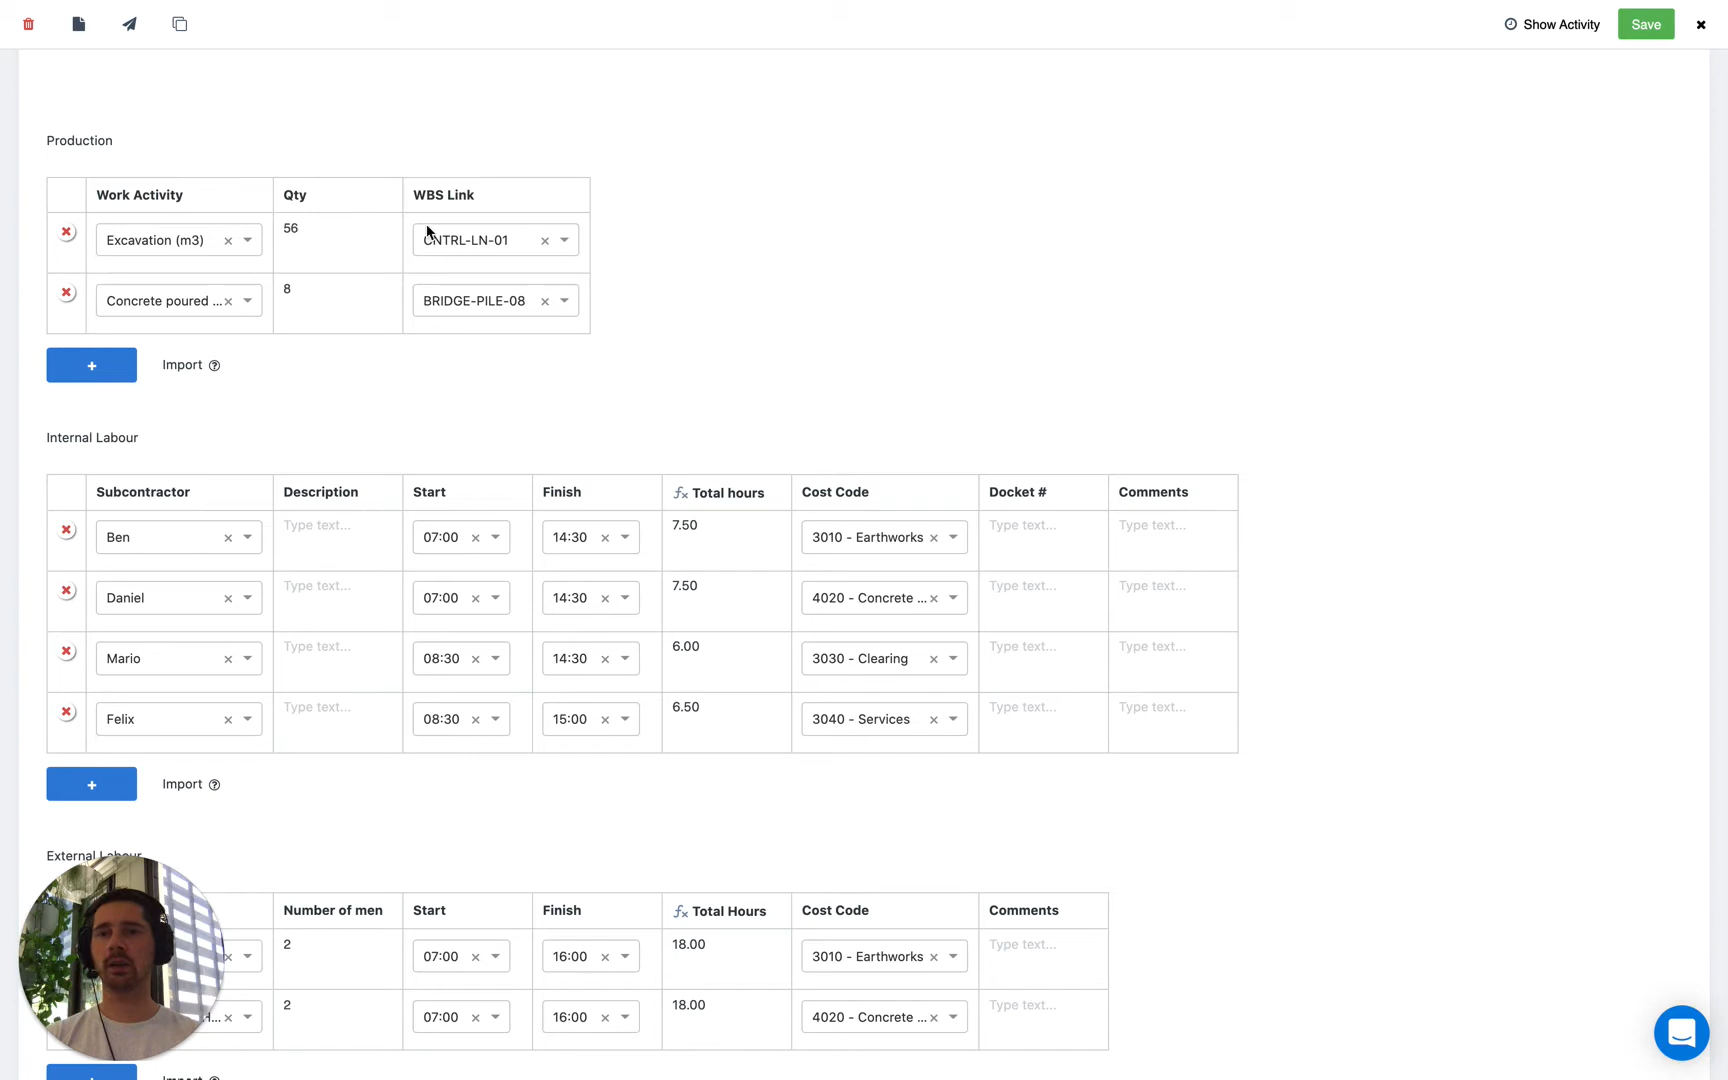 Show Activity Save
Production
Work Activity Qty WBS Link
Excavation (m3) 56 CNTRL-LN-01
Concrete poured ... 8 BRIDGE-PILE-08
+ Import
Internal Labour
Subcontractor Description Start Finish fx Total hours Cost Code Docket # Comments
Ben Type text... 07:00 14:30 7.50 3010 - Earthworks Type text... Type text...
Daniel Type text... 07:00 14:30 7.50 4020 - Concrete ... Type text... Type text...
Mario Type text... 08:30 14:30 6.00 3030 - Clearing Type text... Type text...
Felix Type text... 08:30 15:00 6.50 3040 - Services Type text... Type text...
+ Import
External Labour
Number of men Start Finish fx Total Hours Cost Code Comments
2 07:00 16:00 18.00 3010 - Earthworks Type text...
2 07:00 16:00 18.00 4020 - Concrete ... Type text...
Import